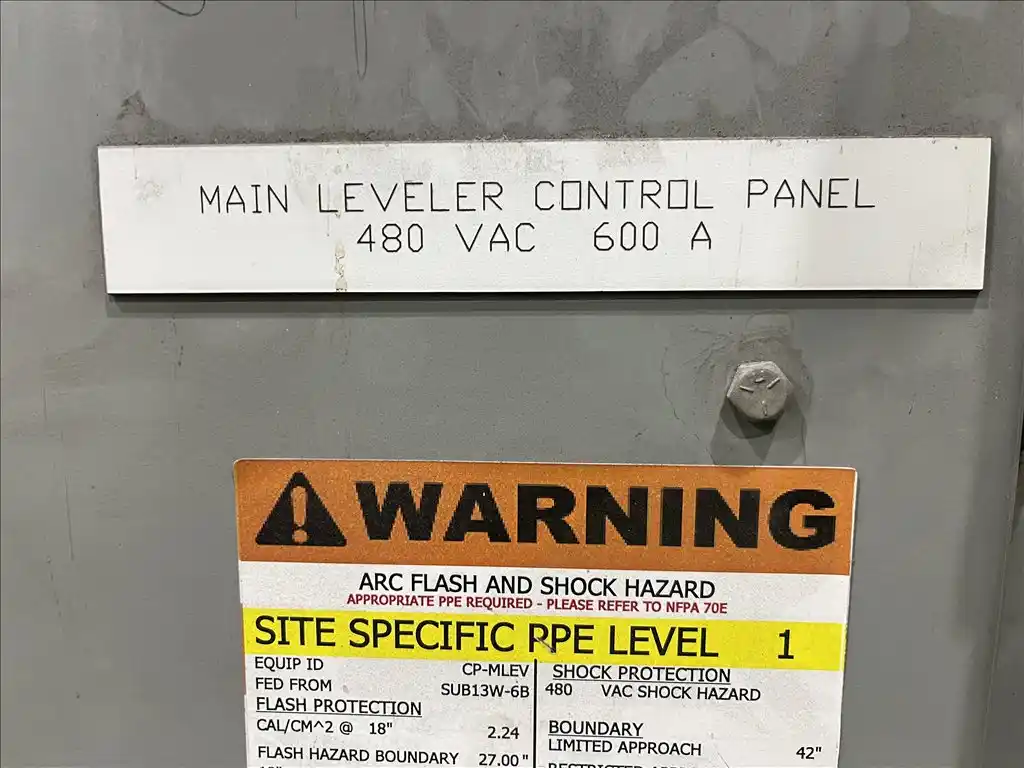 MAIN LEVELER CONTROL PANEL
480 VAC 600 A
WARNING
ARC FLASH AND SHOCK HAZARD
APPROPRIATE PPE REQUIRED - PLEASE REFER TO NFPA 70E
SITE SPECIFIC PPE LEVEL 1
EQUIP ID CP-MLEV
FED FROM SUB13W-6B
FLASH PROTECTION
CAL/CM^2 @ 18" 2.24
FLASH HAZARD BOUNDARY 27.00"
SHOCK PROTECTION
480 VAC SHOCK HAZARD
BOUNDARY
LIMITED APPROACH 42"